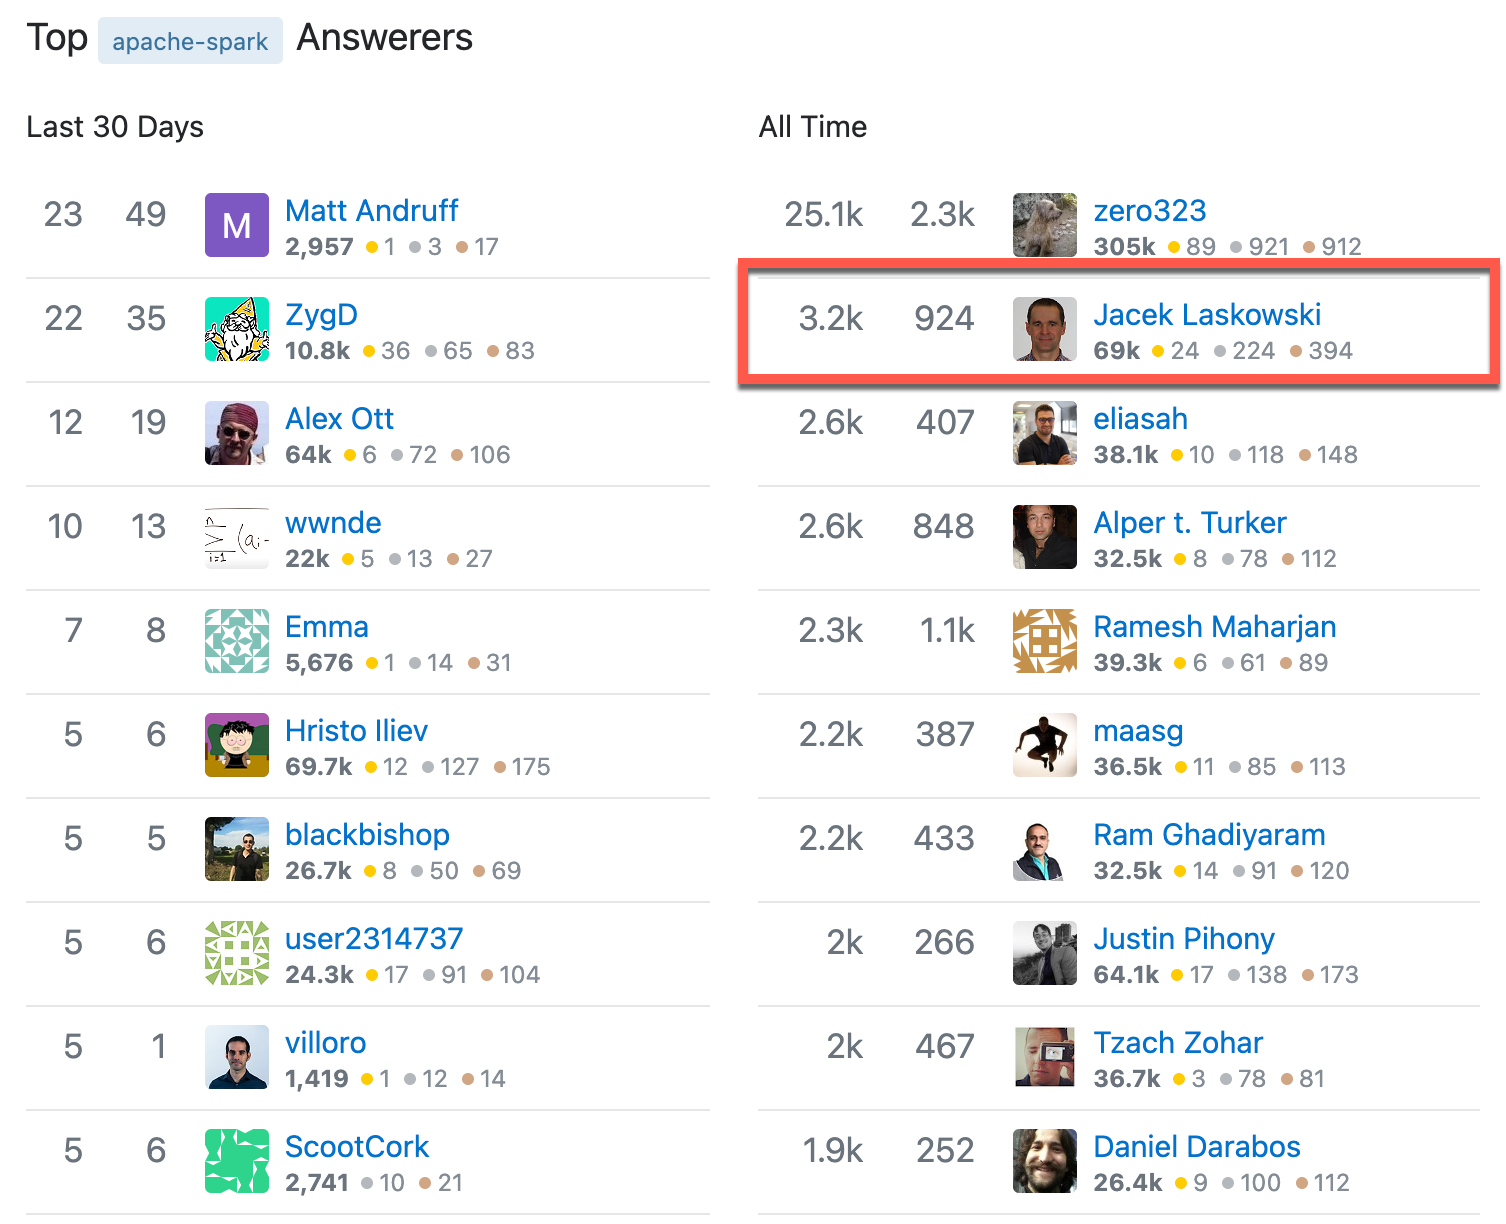 Top apache-spark Answerers
Last 30 Days
23 49 M Matt Andruff
2,957 1 3 17
22 35 ZygD
10.8k 36 65 83
12 19 Alex Ott
64k 6 72 106
10 13 wwnde
22k 5 13 27
7 8 Emma
5,676 1 14 31
5 6 Hristo Iliev
69.7k 12 127 175
5 5 blackbishop
26.7k 8 50 69
5 6 user2314737
24.3k 17 91 104
5 1 villoro
1,419 1 12 14
5 6 ScootCork
2,741 10 21
All Time
25.1k 2.3k zero323
305k 89 921 912
3.2k 924 Jacek Laskowski
69k 24 224 394
2.6k 407 eliasah
38.1k 10 118 148
2.6k 848 Alper t. Turker
32.5k 8 78 112
2.3k 1.1k Ramesh Maharjan
39.3k 6 61 89
2.2k 387 maasg
36.5k 11 85 113
2.2k 433 Ram Ghadiyaram
32.5k 14 91 120
2k 266 Justin Pihony
64.1k 17 138 173
2k 467 Tzach Zohar
36.7k 3 78 81
1.9k 252 Daniel Darabos
26.4k 9 100 112